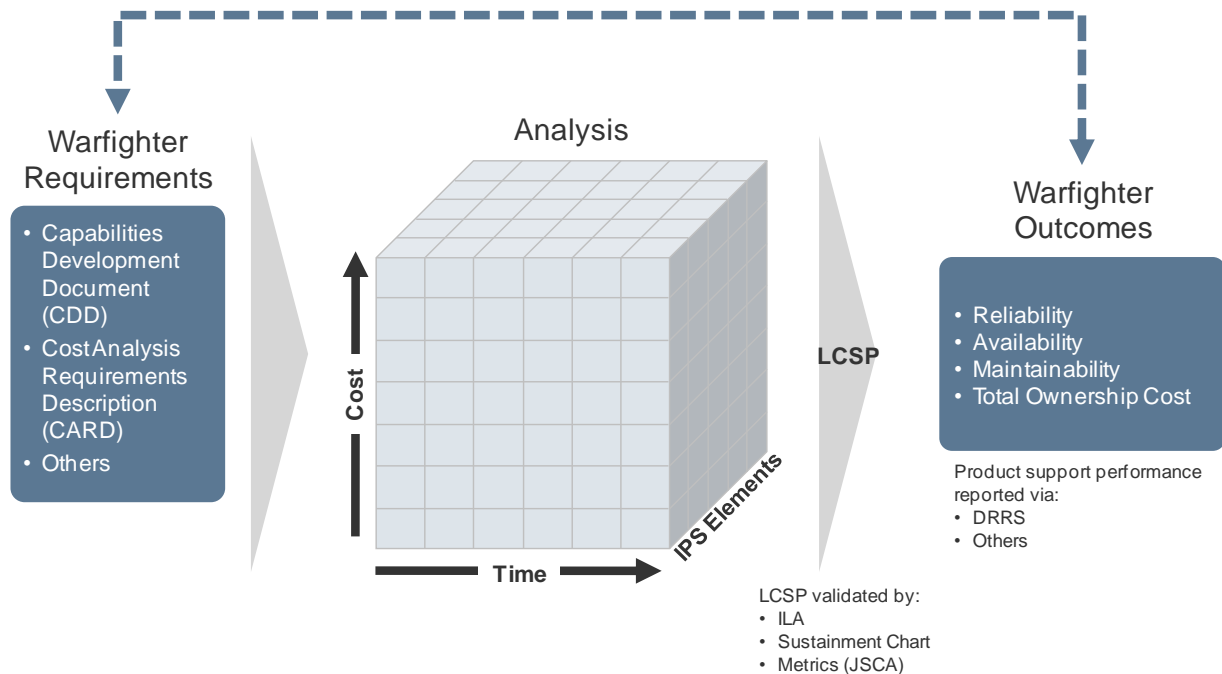 Warfighter
Requirements
• Capabilities
Development
Document
(CDD)
• Cost Analysis
Requirements
Description
(CARD)
• Others
Analysis
Cost
Time
IPS Elements
LCSP
LCSP validated by:
• ILA
• Sustainment Chart
• Metrics (JSCA)
Warfighter
Outcomes
• Reliability
• Availability
• Maintainability
• Total Ownership Cost
Product support performance
reported via:
• DRRS
• Others